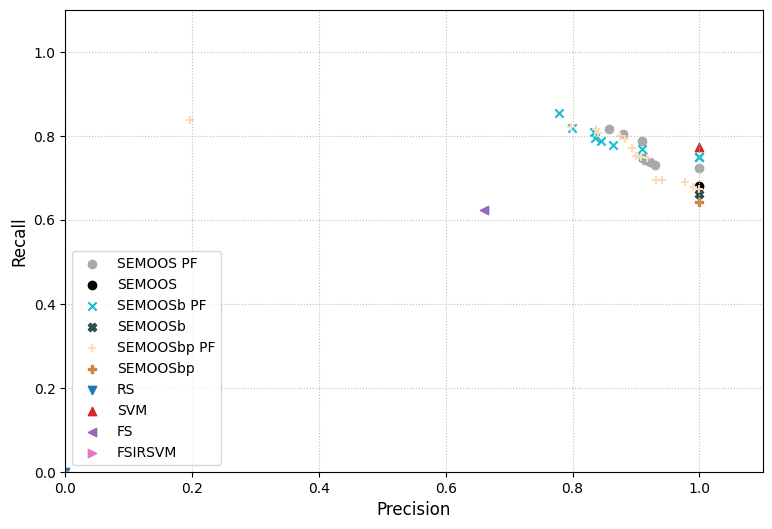 1.0
0.8
0.6
0.4
0.2
0.0
Recall
SEMOOS PF
SEMOOS
SEMOOSb PF
SEMOOSb
SEMOOSbp PF
SEMOOSbp
RS
SVM
FS
FSIRSVM
0.0 0.2 0.4 0.6 0.8 1.0
Precision